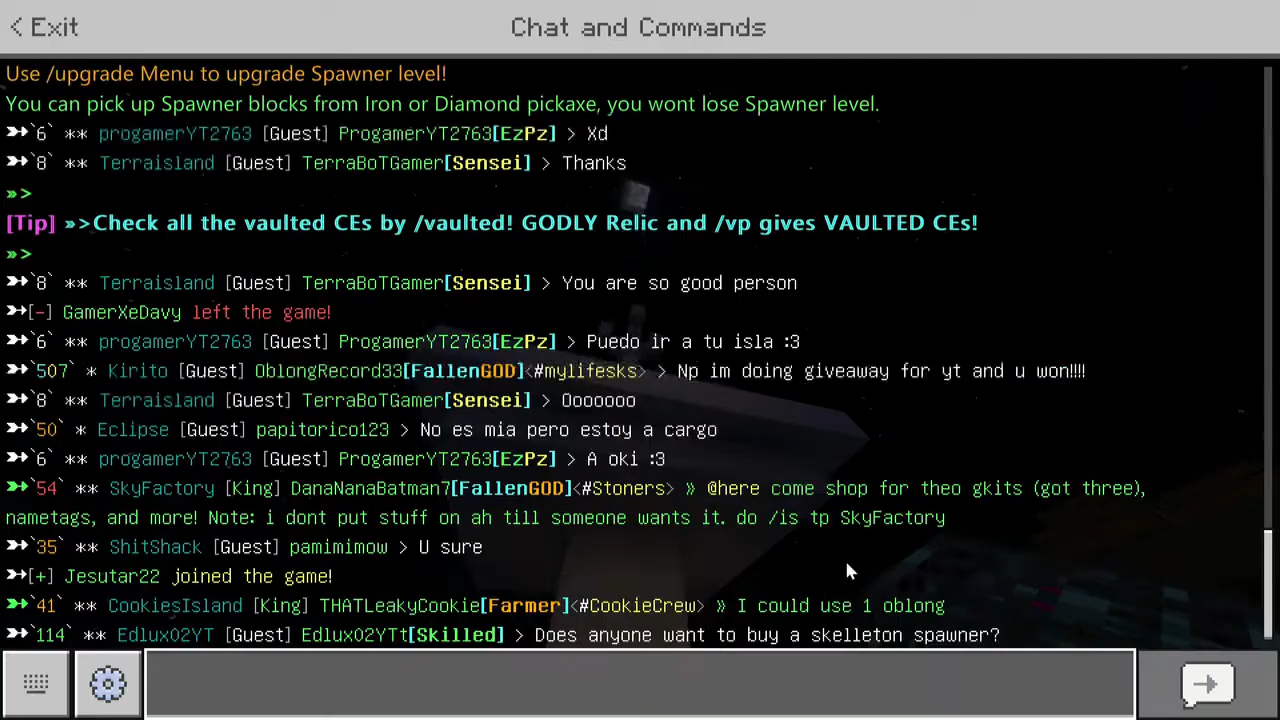 < Exit
Chat and Commands
Use /upgrade Menu to upgrade Spawner level!
You can pick up Spawner blocks from Iron or Diamond pickaxe, you wont lose Spawner level.
➳`6` ** progamerYT2763 [Guest] ProgamerYT2763[EzPz] > Xd
➳`8` ** Terraisland [Guest] TerraBoTGamer[Sensei] > Thanks
»>
[Tip] »>Check all the vaulted CEs by /vaulted! GODLY Relic and /vp gives VAULTED CEs!
»>
➳`8` ** Terraisland [Guest] TerraBoTGamer[Sensei] > You are so good person
➳[-] GamerXeDavy left the game!
➳`6` ** progamerYT2763 [Guest] ProgamerYT2763[EzPz] > Puedo ir a tu isla :3
➳`507` * Kirito [Guest] OblongRecord33[FallenGOD]<#mylifesks> > Np im doing giveaway for yt and u won!!!!
➳`8` ** Terraisland [Guest] TerraBoTGamer[Sensei] > Ooooooo
➳`50` * Eclipse [Guest] papitorico123 > No es mia pero estoy a cargo
➳`6` ** progamerYT2763 [Guest] ProgamerYT2763[EzPz] > A oki :3
➳`54` ** SkyFactory [King] DanaNanaBatman7[FallenGOD]<#Stoners> » @here come shop for theo gkits (got three),
nametags, and more! Note: i dont put stuff on ah till someone wants it. do /is tp SkyFactory
➳`35` ** ShitShack [Guest] pamimimow > U sure
➳[+] Jesutar22 joined the game!
➳`41` ** CookiesIsland [King] THATLeakyCookie[Farmer]<#CookieCrew> » I could use 1 oblong
➳`114` ** Edlux02YT [Guest] Edlux02YTt[Skilled] > Does anyone want to buy a skelleton spawner?